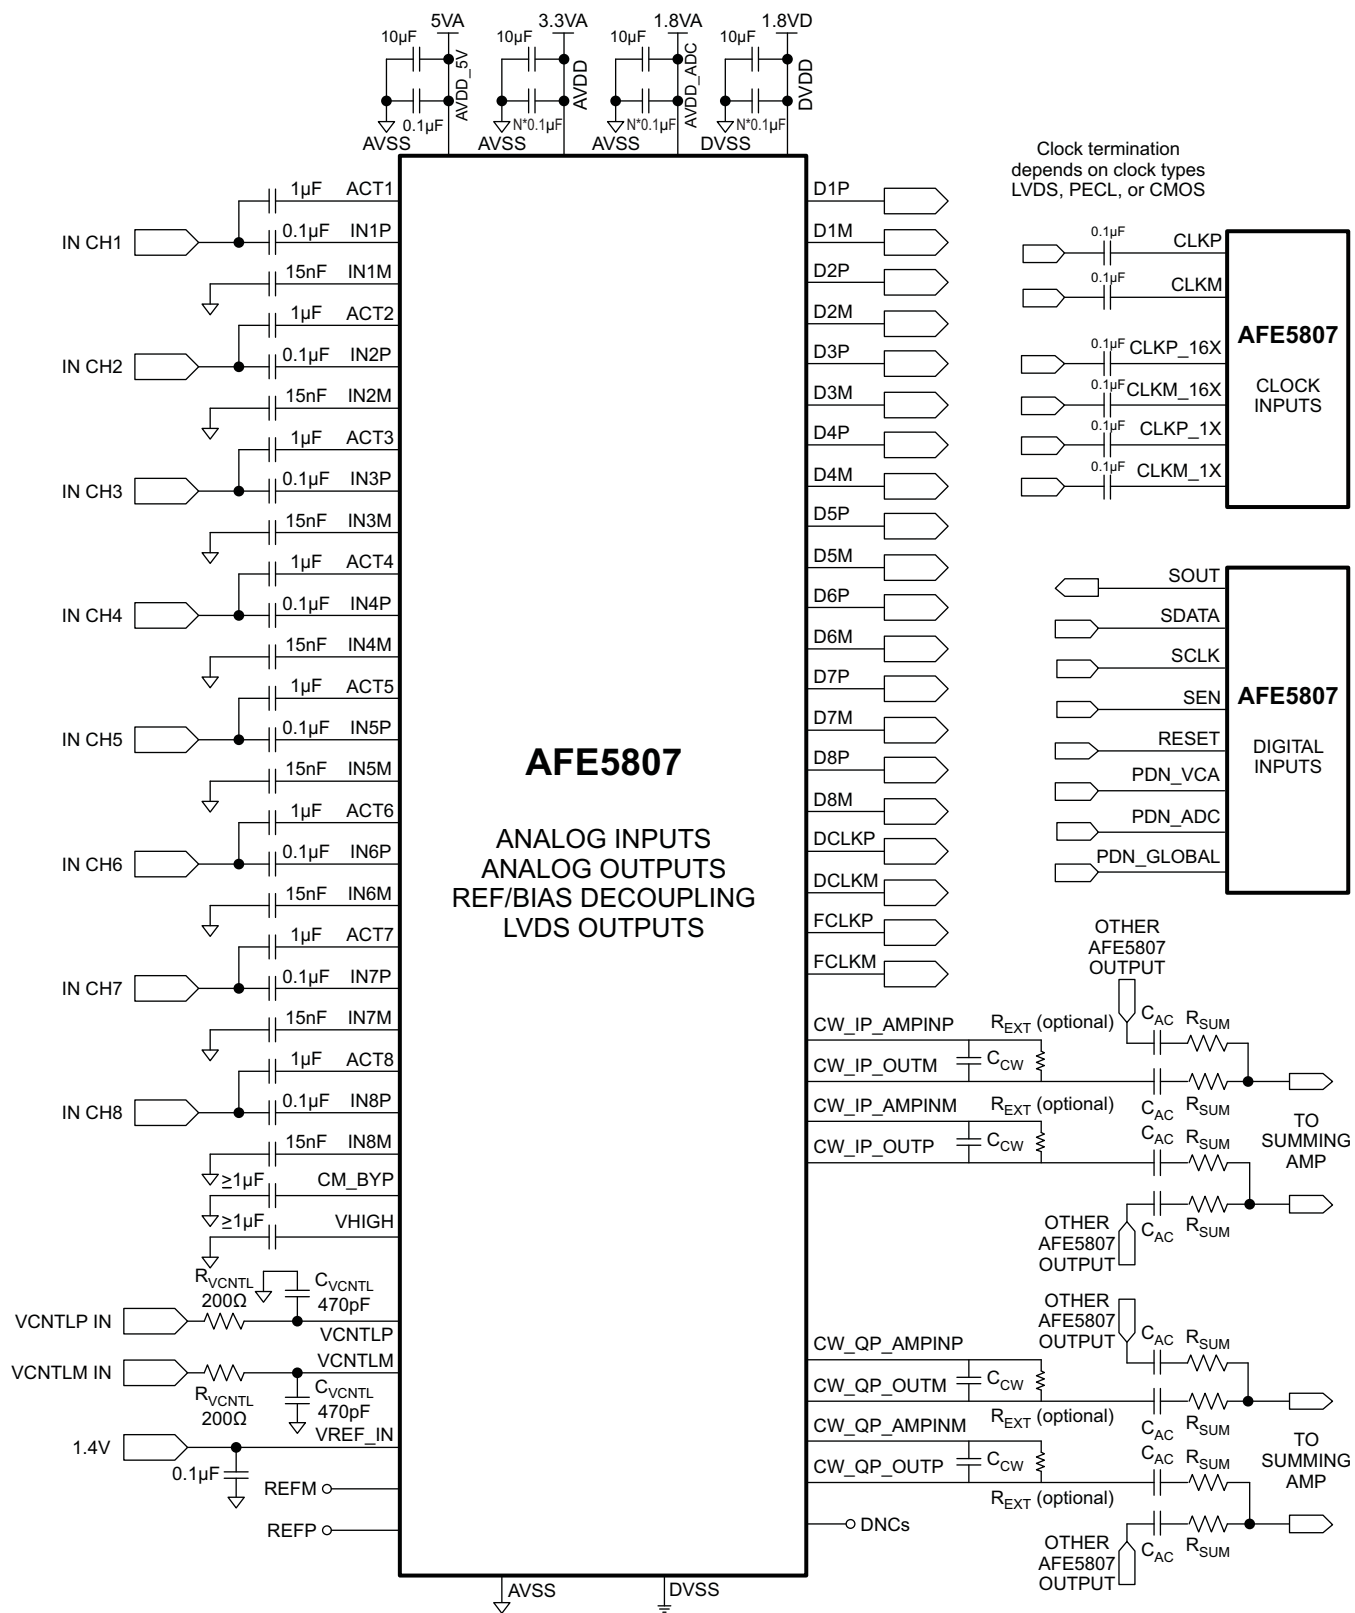 5VA
3.3VA
1.8VA
1.8VD
10µF
10µF
10µF
10µF
AVDD_5V
AVDD
AVDD_ADC
DVDD
0.1µF
N*0.1µF
N*0.1µF
N*0.1µF
AVSS
AVSS
AVSS
DVSS
1µF ACT1
IN CH1
0.1µF IN1P
15nF IN1M
1µF ACT2
IN CH2
0.1µF IN2P
15nF IN2M
1µF ACT3
IN CH3
0.1µF IN3P
15nF IN3M
1µF ACT4
IN CH4
0.1µF IN4P
15nF IN4M
1µF ACT5
IN CH5
0.1µF IN5P
15nF IN5M
1µF ACT6
IN CH6
0.1µF IN6P
15nF IN6M
1µF ACT7
IN CH7
0.1µF IN7P
15nF IN7M
1µF ACT8
IN CH8
0.1µF IN8P
15nF IN8M
≥1µF CM_BYP
≥1µF VHIGH
RVCNTL
200Ω
CVCNTL
470pF
VCNTLP IN
VCNTLP
VCNTLM IN
VCNTLM
RVCNTL
200Ω
CVCNTL
470pF
1.4V
VREF_IN
0.1µF
REFM
REFP
AFE5807
ANALOG INPUTS
ANALOG OUTPUTS
REF/BIAS DECOUPLING
LVDS OUTPUTS
AVSS
DVSS
D1P
D1M
D2P
D2M
D3P
D3M
D4P
D4M
D5P
D5M
D6P
D6M
D7P
D7M
D8P
D8M
DCLKP
DCLKM
FCLKP
FCLKM
CW_IP_AMPINP
REXT (optional)
CW_IP_OUTM
CCW
CW_IP_AMPINM
REXT (optional)
CW_IP_OUTP
CCW
OTHER
AFE5807
OUTPUT
CAC RSUM
CAC RSUM
CAC RSUM
CAC RSUM
TO
SUMMING
AMP
OTHER
AFE5807
OUTPUT
CW_QP_AMPINP
CW_QP_OUTM
CCW
REXT (optional)
CW_QP_AMPINM
CW_QP_OUTP
CCW
REXT (optional)
DNCs
OTHER
AFE5807
OUTPUT
CAC RSUM
CAC RSUM
CAC RSUM
CAC RSUM
TO
SUMMING
AMP
OTHER
AFE5807
OUTPUT
Clock termination
depends on clock types
LVDS, PECL, or CMOS
0.1µF CLKP
0.1µF CLKM
0.1µF CLKP_16X
0.1µF CLKM_16X
0.1µF CLKP_1X
0.1µF CLKM_1X
AFE5807
CLOCK
INPUTS
SOUT
SDATA
SCLK
SEN
RESET
PDN_VCA
PDN_ADC
PDN_GLOBAL
AFE5807
DIGITAL
INPUTS